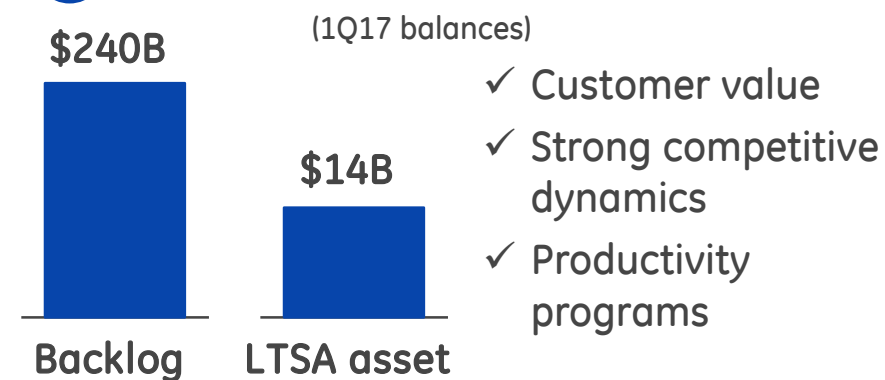 (1Q17 balances)
$240B
$14B
Backlog
LTSA asset
✓ Customer value
✓ Strong competitive
dynamics
✓ Productivity
programs